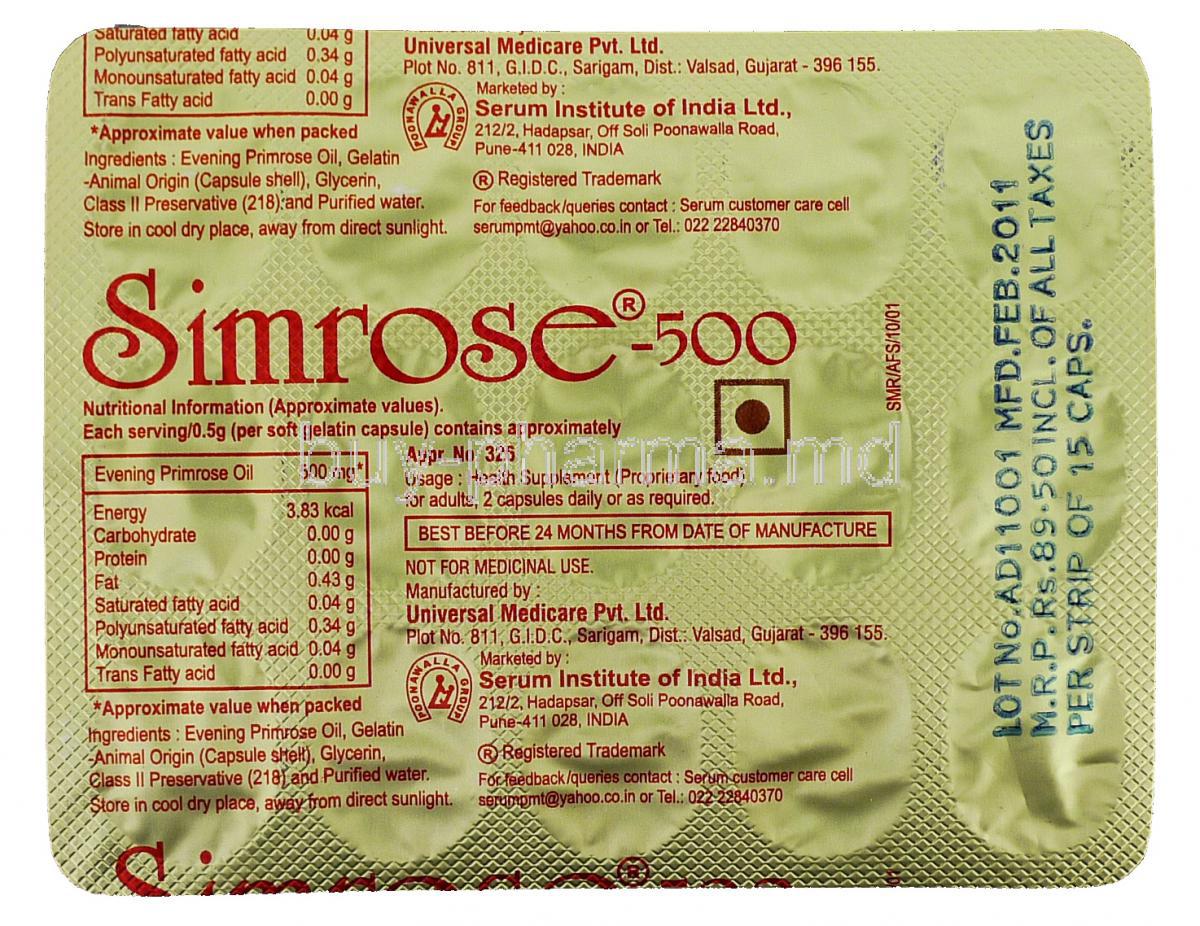 Saturated fatty acid 0.04 g
Polyunsaturated fatty acid 0.34 g
Monounsaturated fatty acid 0.04 g
Trans Fatty acid 0.00 g
*Approximate value when packed
Ingredients : Evening Primrose Oil, Gelatin
-Animal Origin (Capsule shell), Glycerin,
Class II Preservative (218) and Purified water.
Store in cool dry place, away from direct sunlight.
Universal Medicare Pvt. Ltd.
Plot No. 811, G.I.D.C., Sarigam, Dist.: Valsad, Gujarat - 396 155.
Marketed by :
POONAWALLA GROUP
Serum Institute of India Ltd.,
212/2, Hadapsar, Off Soli Poonawalla Road,
Pune-411 028, INDIA
® Registered Trademark
For feedback/queries contact : Serum customer care cell
serumpmt@yahoo.co.in or Tel.: 022 22840370
Simrose®-500
Nutritional Information (Approximate values).
Each serving/0.5g (per soft gelatin capsule) contains approximately
Evening Primrose Oil 500 mg*
Energy 3.83 kcal
Carbohydrate 0.00 g
Protein 0.00 g
Fat 0.43 g
Saturated fatty acid 0.04 g
Polyunsaturated fatty acid 0.34 g
Monounsaturated fatty acid 0.04 g
Trans Fatty acid 0.00 g
*Approximate value when packed
Ingredients : Evening Primrose Oil, Gelatin
-Animal Origin (Capsule shell), Glycerin,
Class II Preservative (218) and Purified water.
Store in cool dry place, away from direct sunlight.
Appr. No. 325
Usage : Health Supplement (Proprietary food)
for adults, 2 capsules daily or as required.
BEST BEFORE 24 MONTHS FROM DATE OF MANUFACTURE
NOT FOR MEDICINAL USE.
Manufactured by :
Universal Medicare Pvt. Ltd.
Plot No. 811, G.I.D.C., Sarigam, Dist.: Valsad, Gujarat - 396 155.
Marketed by :
POONAWALLA GROUP
Serum Institute of India Ltd.,
212/2, Hadapsar, Off Soli Poonawalla Road,
Pune-411 028, INDIA
® Registered Trademark
For feedback/queries contact : Serum customer care cell
serumpmt@yahoo.co.in or Tel.: 022 22840370
SMR/AFS/10/01
LOT No.AD11001 MFD.FEB.2011
M.R.P.Rs.89.50 INCL.OF ALL TAXES
PER STRIP OF 15 CAPS.
Simrose®-500
01
buy-pharma.md